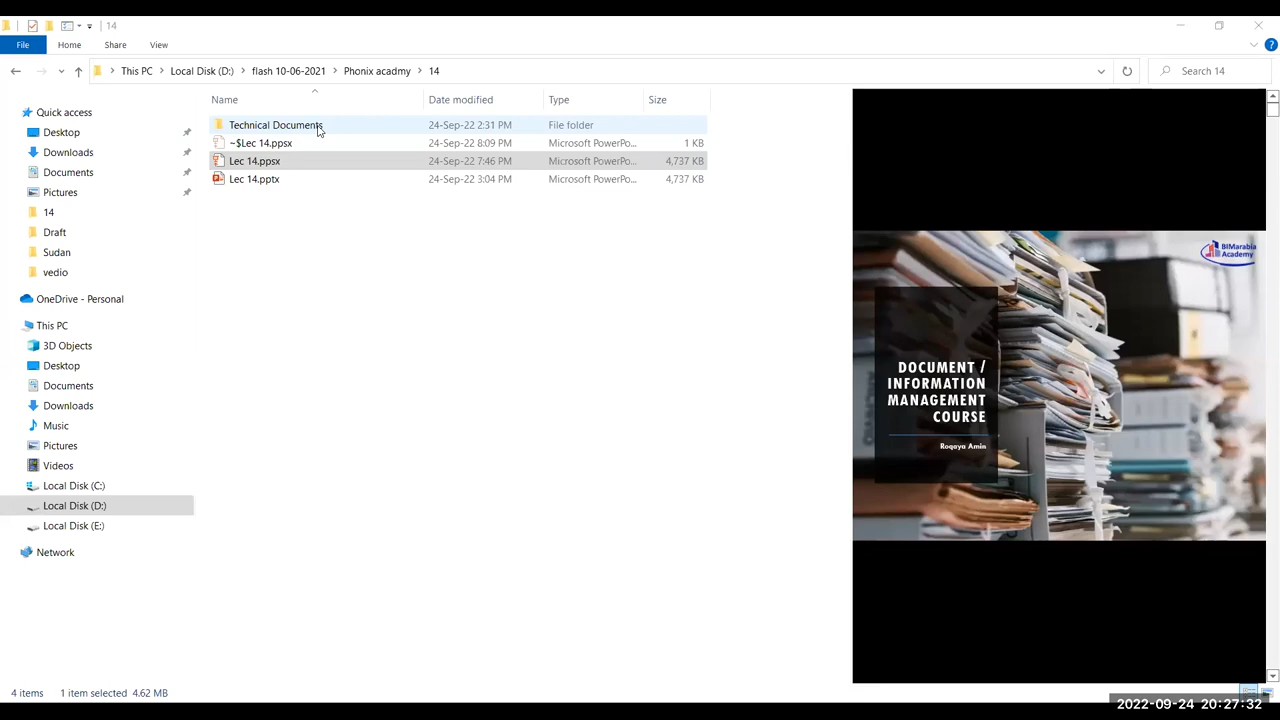 14
File
Home
Share
View
This PC
Local Disk (D:)
flash 10-06-2021
Phonix acadmy
14
Search 14
Name
Date modified
Type
Size
Technical Documents
24-Sep-22 2:31 PM
File folder
~$Lec 14.ppsx
24-Sep-22 8:09 PM
Microsoft PowerPo...
1 KB
Lec 14.ppsx
24-Sep-22 7:46 PM
Microsoft PowerPo...
4,737 KB
Lec 14.pptx
24-Sep-22 3:04 PM
Microsoft PowerPo...
4,737 KB
Quick access
Desktop
Downloads
Documents
Pictures
14
Draft
Sudan
vedio
OneDrive - Personal
This PC
3D Objects
Desktop
Documents
Downloads
Music
Pictures
Videos
Local Disk (C:)
Local Disk (D:)
Local Disk (E:)
Network
BIMarabia
Academy
DOCUMENT /
INFORMATION
MANAGEMENT
COURSE
Roqaya Amin
4 items
1 item selected 4.62 MB
2022-09-24 20:27:32